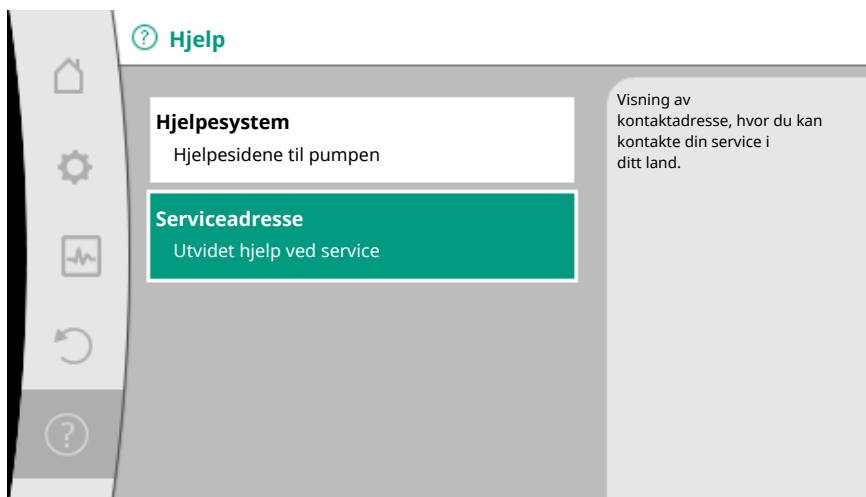 Hjelp
Hjelpesystem
Hjelpesidene til pumpen
Serviceadresse
Utvidet hjelp ved service
Visning av
kontaktadresse, hvor du kan
kontakte din service i
ditt land.